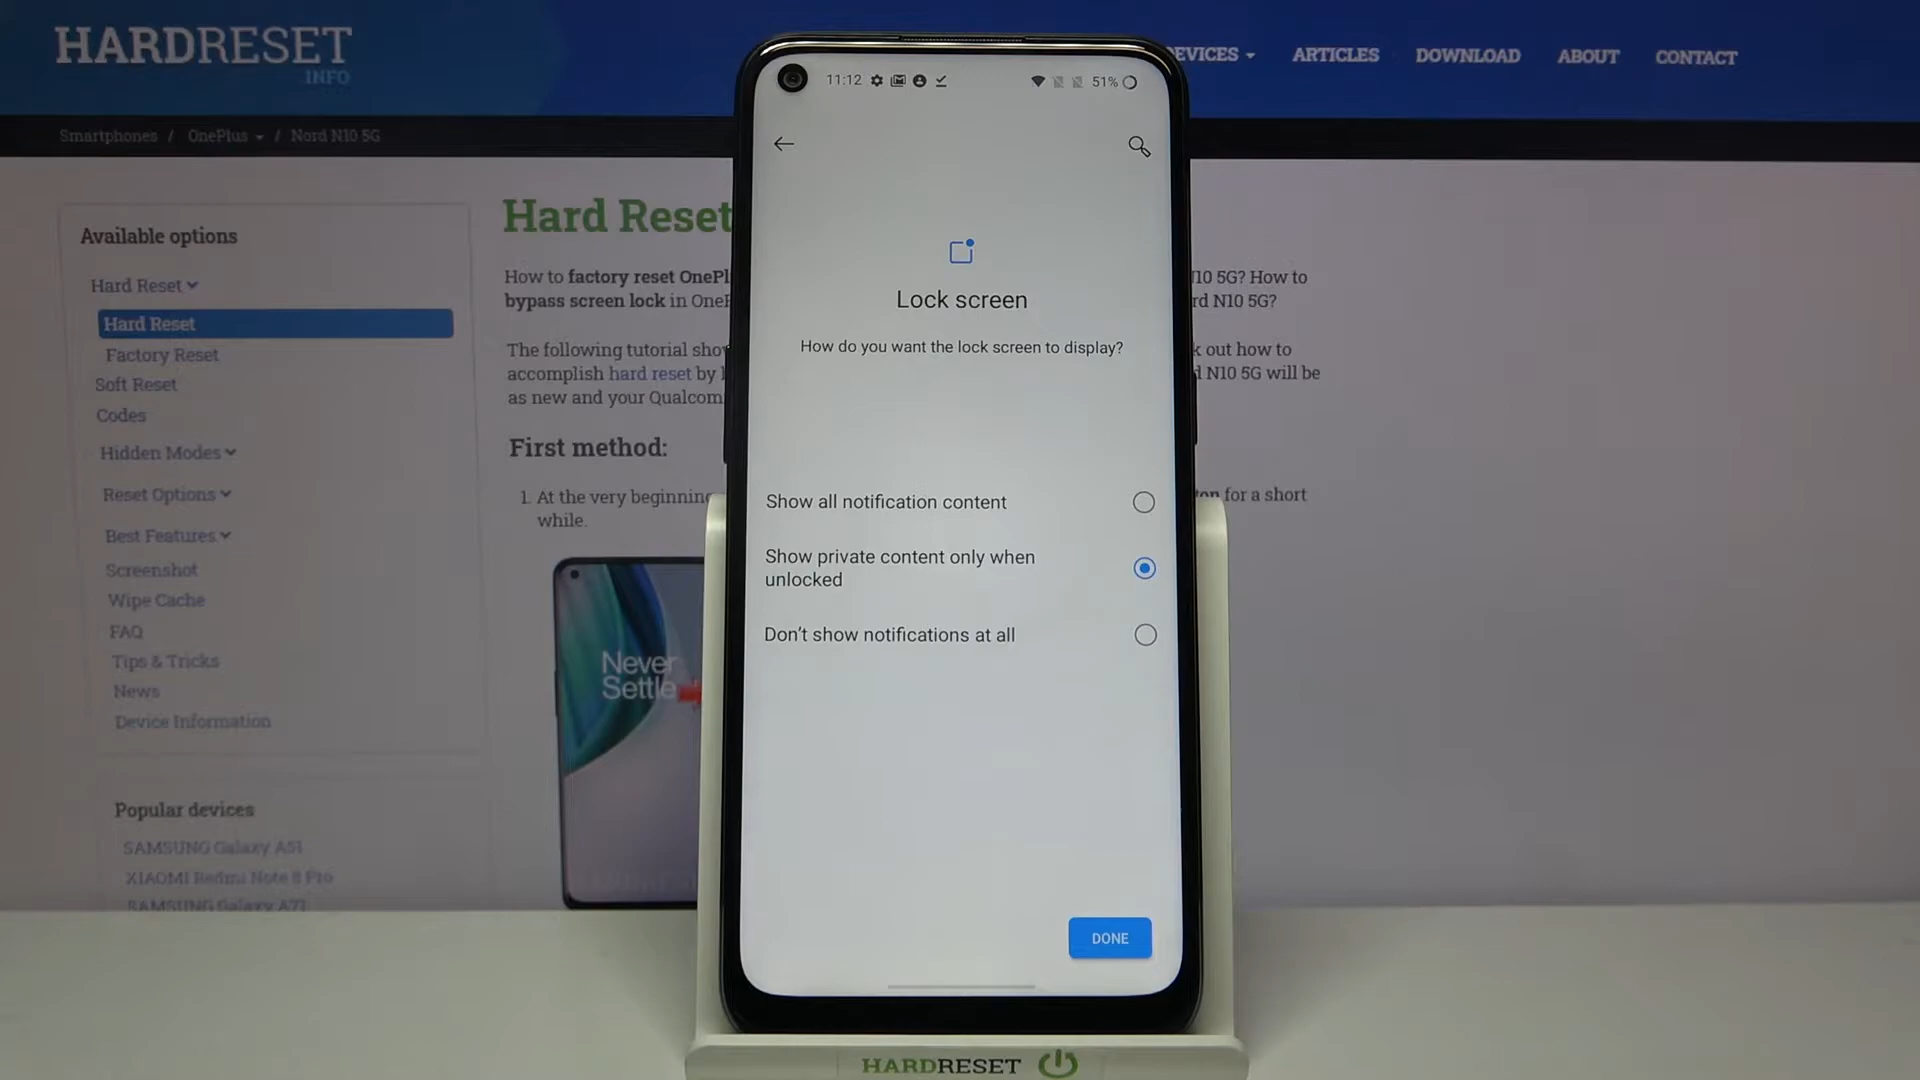 HARDRESET
.INFO
DEVICES
ARTICLES
DOWNLOAD
ABOUT
CONTACT
Smartphones / OnePlus / Nord N10 5G
Available options
Hard Reset
Hard Reset
Factory Reset
Soft Reset
Codes
Hidden Modes
Reset Options
Best Features
Screenshot
Wipe Cache
FAQ
Tips & Tricks
News
Device Information
Popular devices
SAMSUNG Galaxy A51
XIAOMI Redmi Note 8 Pro
SAMSUNG Galaxy A71
Hard Reset
How to factory reset OnePl
N10 5G? How to
bypass screen lock in One
rd N10 5G?
The following tutorial sho
k out how to
accomplish hard reset by
d N10 5G will be
as new and your Qualcom
First method:
1. At the very beginning
for a short
while.
Never
Settle
11:12
51%
Lock screen
How do you want the lock screen to display?
Show all notification content
Show private content only when
unlocked
Don't show notifications at all
DONE
HARDRESET